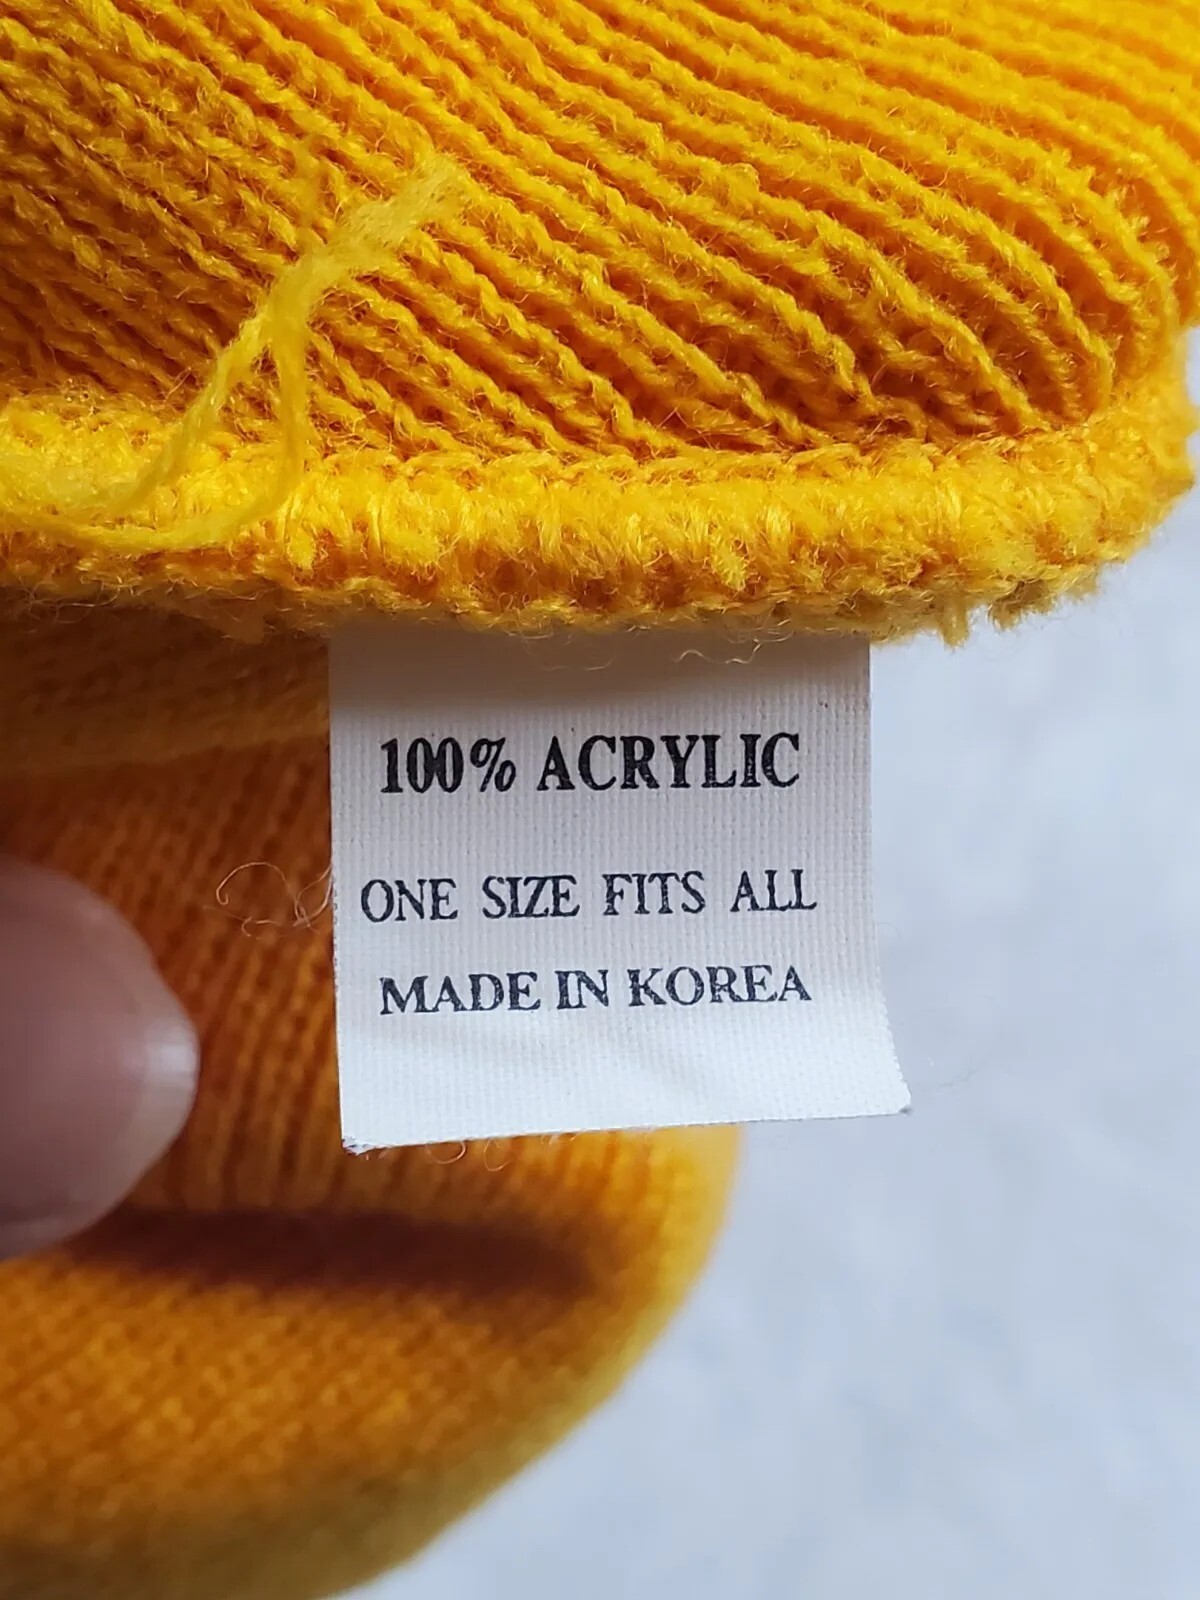 100% ACRYLIC
ONE SIZE FITS ALL
MADE IN KOREA